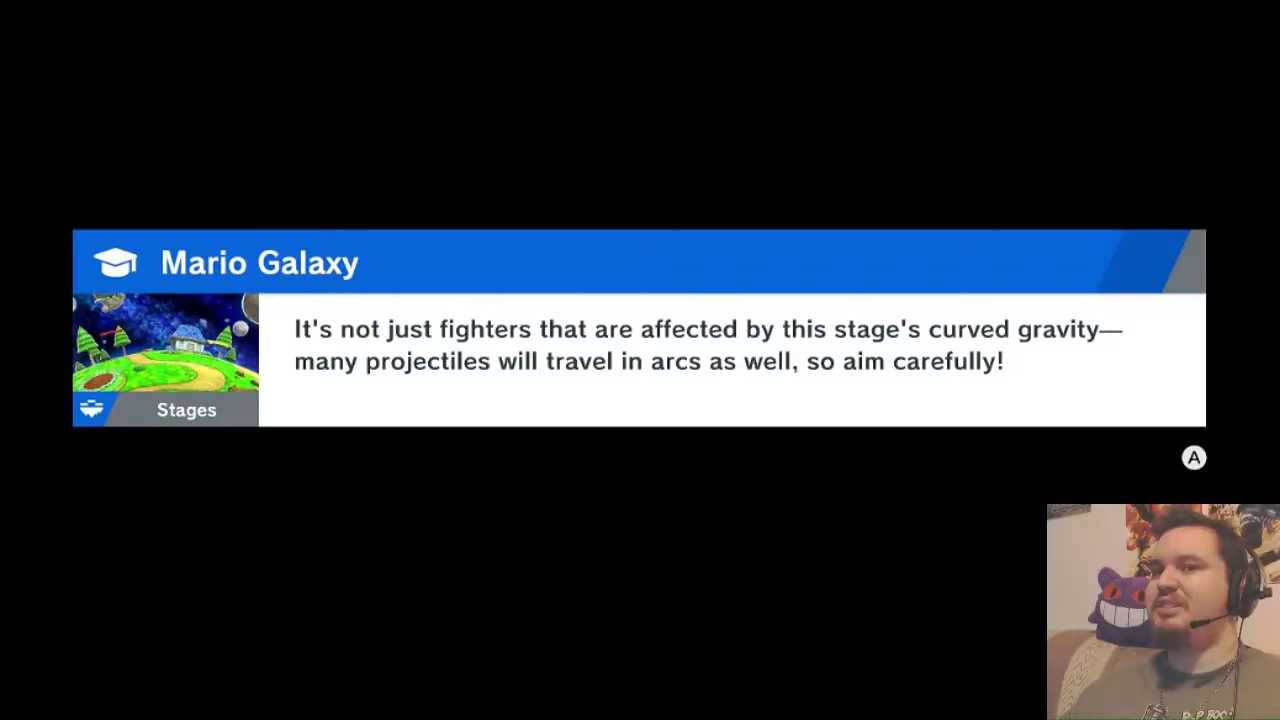 Mario Galaxy
It's not just fighters that are affected by this stage's curved gravity—
many projectiles will travel in arcs as well, so aim carefully!
Stages
A